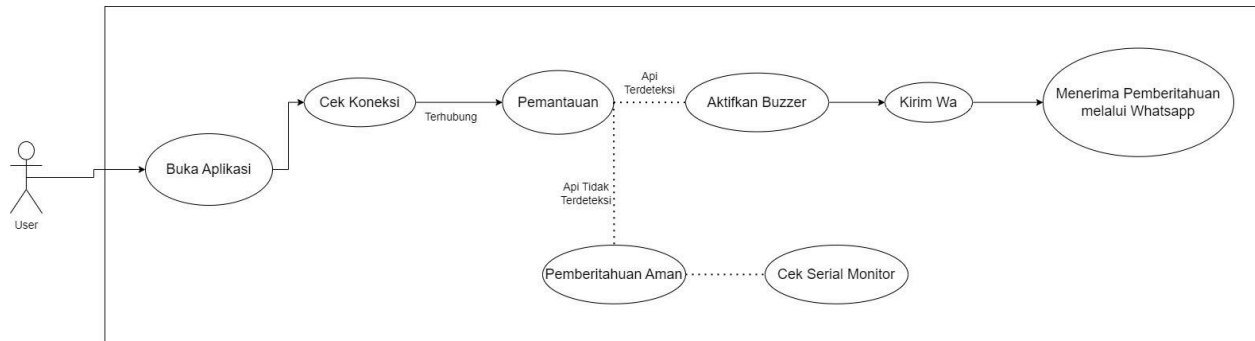 User
Buka Aplikasi
Cek Koneksi
Terhubung
Pemantauan
Api
Terdeteksi
Aktifkan Buzzer
Kirim Wa
Menerima Pemberitahuan
melalui Whatsapp
Api Tidak
Terdeteksi
Pemberitahuan Aman
Cek Serial Monitor